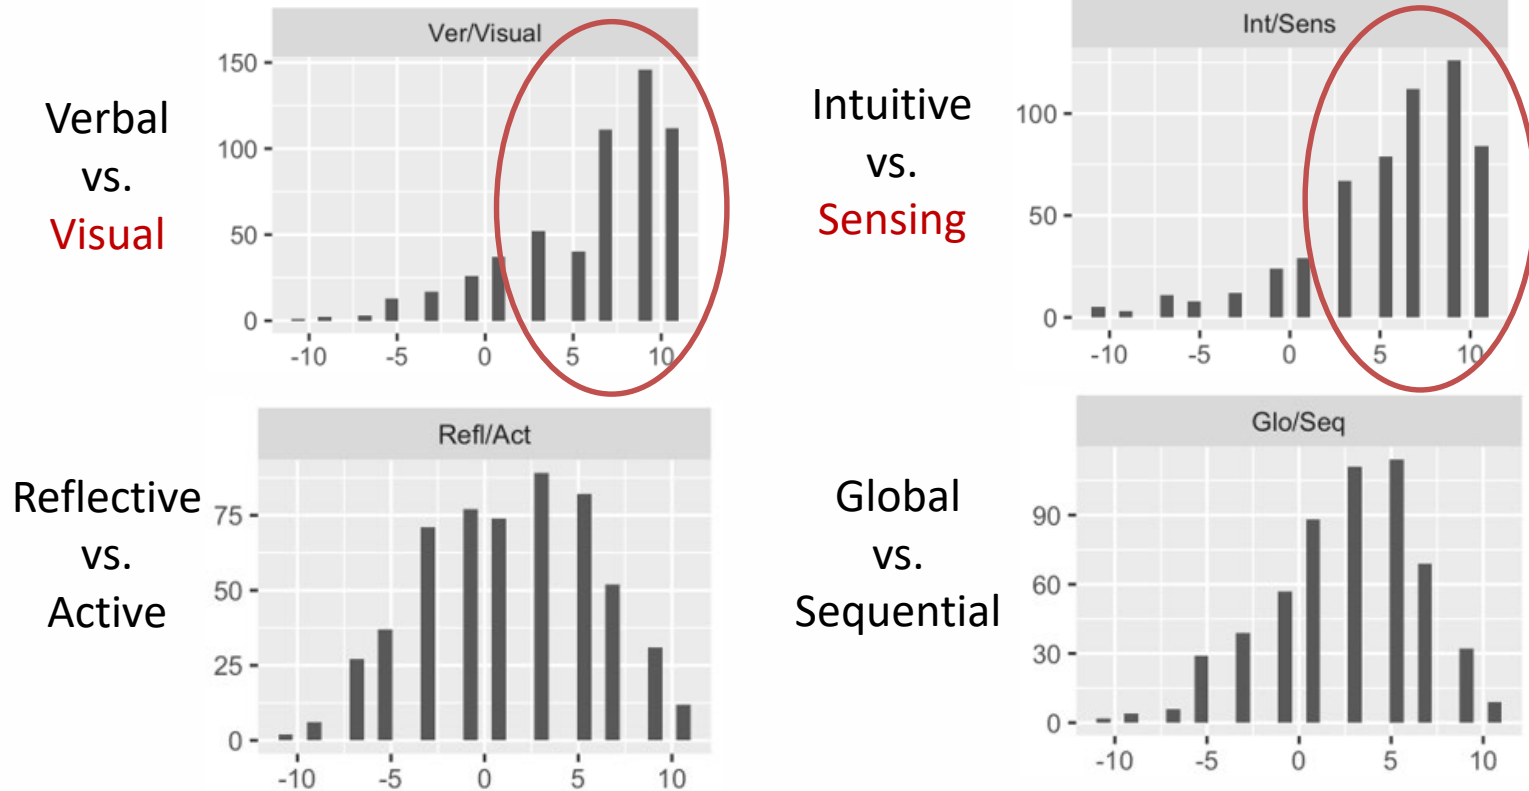 Verbal
vs.
Visual
Ver/Visual
150
100
50
0
-10 -5 0 5 10
Intuitive
vs.
Sensing
Int/Sens
100
50
0
-10 -5 0 5 10
Reflective
vs.
Active
Refl/Act
75
50
25
0
-10 -5 0 5 10
Global
vs.
Sequential
Glo/Seq
90
60
30
0
-10 -5 0 5 10